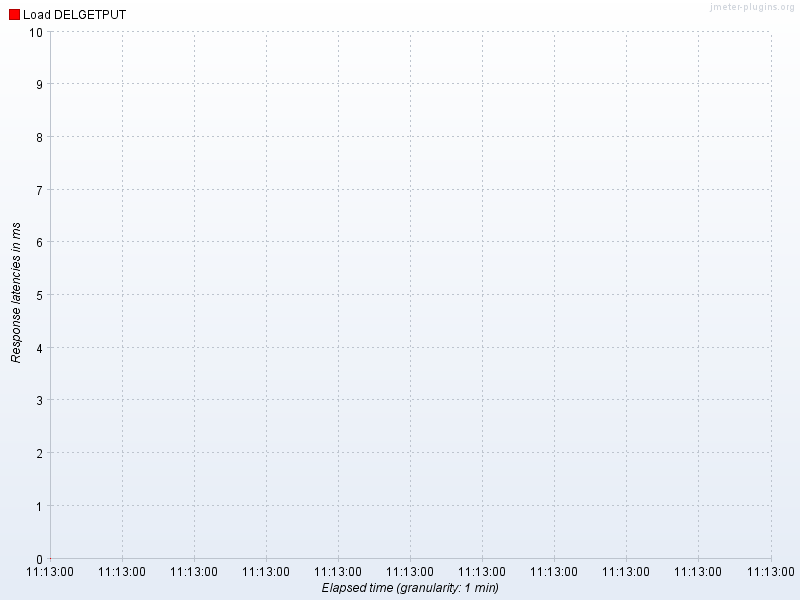 Load DELGETPUT
jmeter-plugins.org
10
9
8
7
6
5
4
3
2
1
0
Response latencies in ms
11:13:00 11:13:00 11:13:00 11:13:00 11:13:00 11:13:00 11:13:00 11:13:00 11:13:00 11:13:00 11:13:00
Elapsed time (granularity: 1 min)